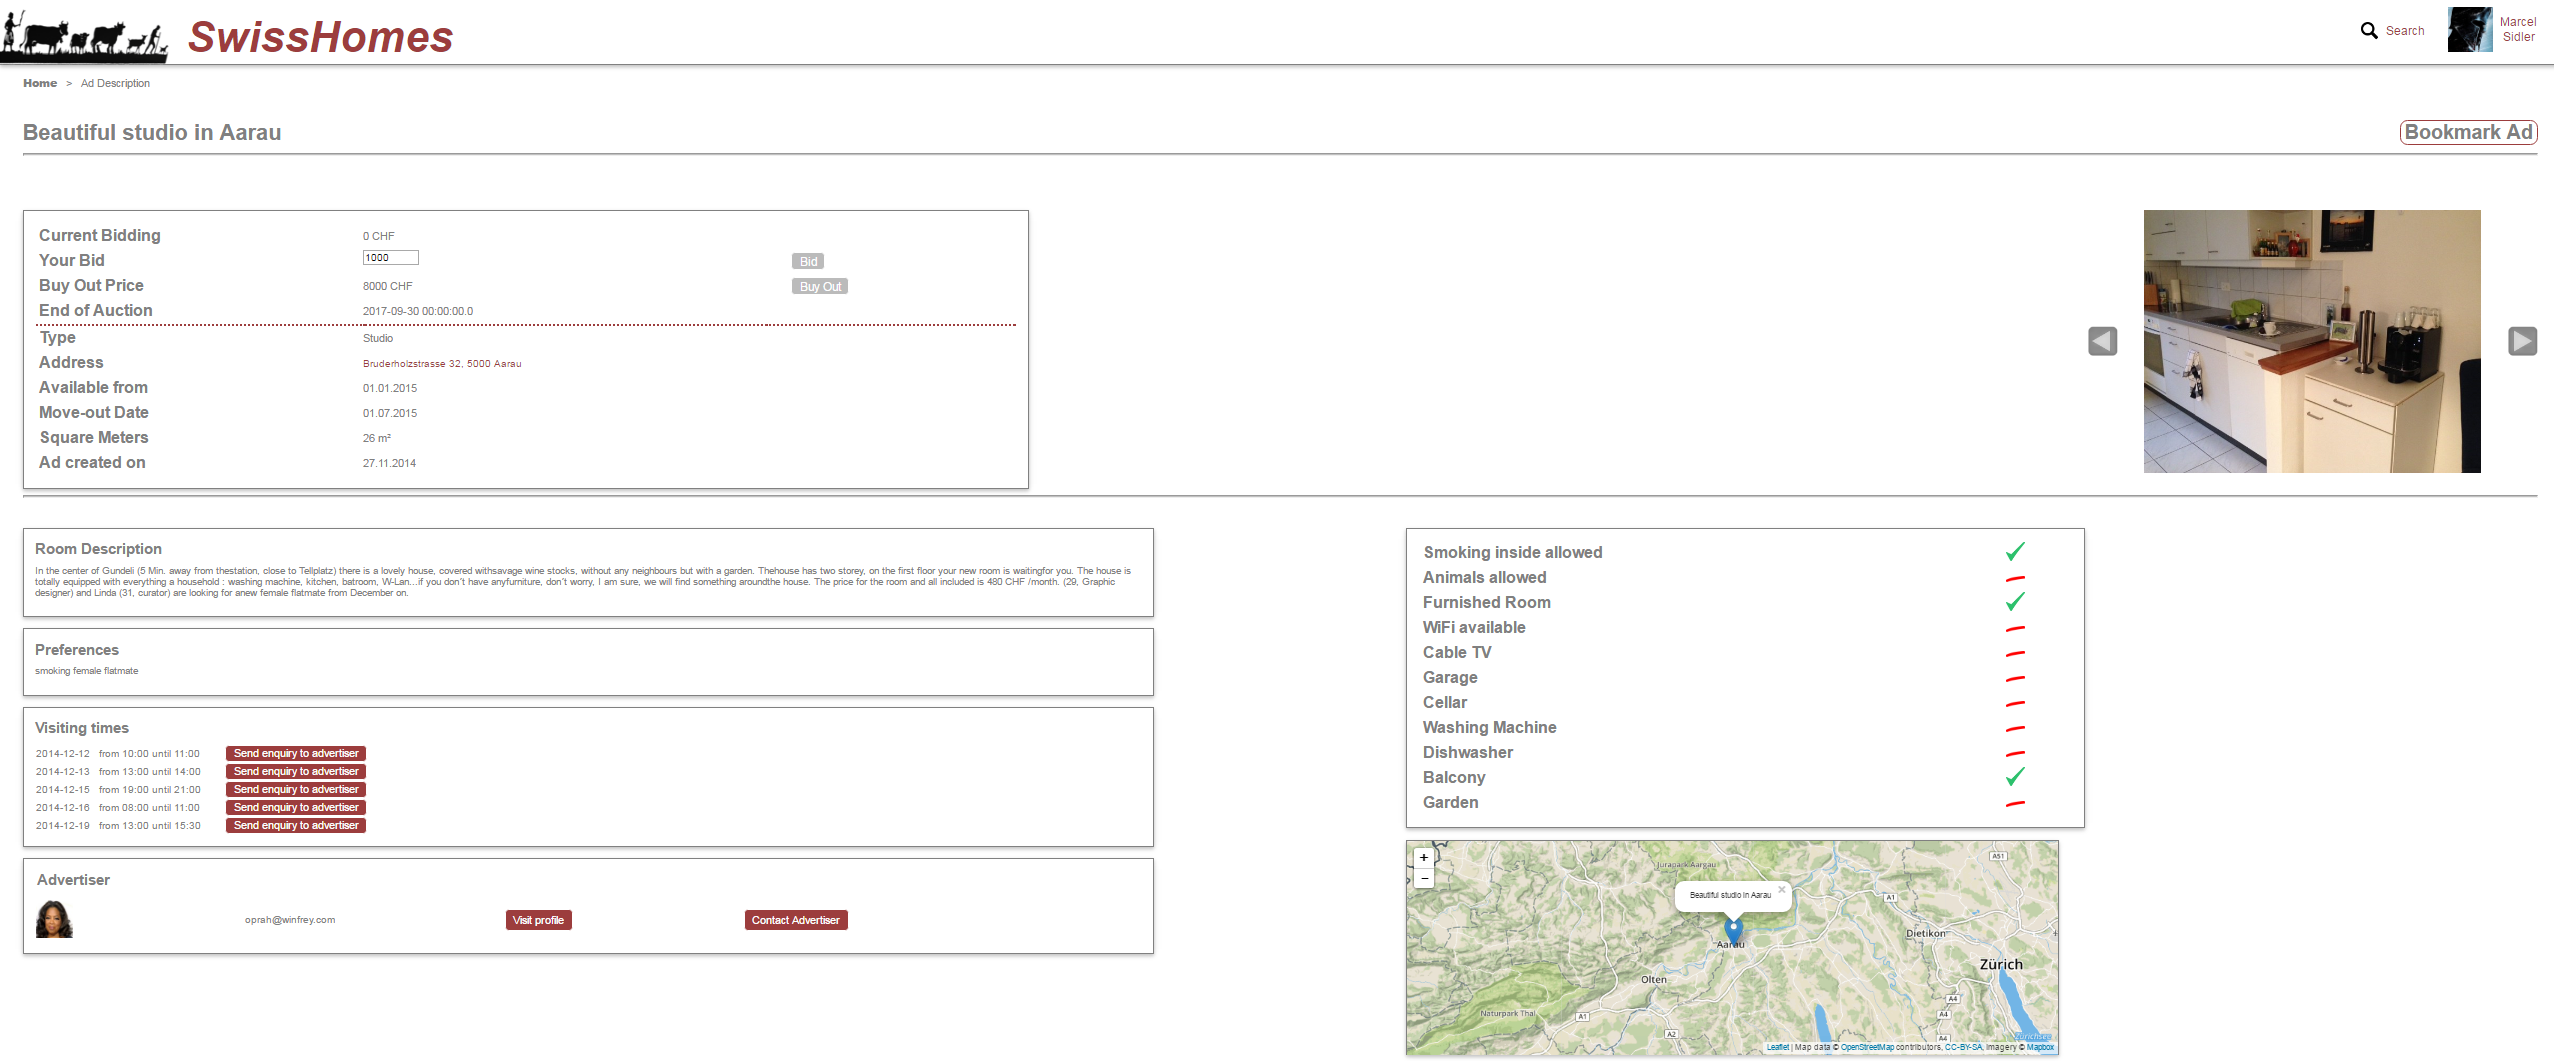 SwissHomes
Search
Marcel
Sidler
Home > Ad Description
Beautiful studio in Aarau
Bookmark Ad
Current Bidding 0 CHF
Your Bid 1000 Bid
Buy Out Price 8000 CHF Buy Out
End of Auction 2017-09-30 00:00:00.0
Type Studio
Address Bruderholzstrasse 32, 5000 Aarau
Available from 01.01.2015
Move-out Date 01.07.2015
Square Meters 26 m²
Ad created on 27.11.2014
Room Description
In the center of Gundeli (5 Min. away from thestation, close to Tellplatz) there is a lovely house, covered withsavage wine stocks, without any neighbours but with a garden. Thehouse has two storey, on the first floor your new room is waitingfor you. The house is
totally equipped with everything a household : washing machine, kitchen, batroom, W-Lan...if you don´t have anyfurniture, don´t worry, I am sure, we will find something aroundthe house. The price for the room and all included is 480 CHF /month. (29, Graphic
designer) and Linda (31, curator) are looking for anew female flatmate from December on.
Preferences
smoking female flatmate
Visiting times
2014-12-12 from 10:00 until 11:00 Send enquiry to advertiser
2014-12-13 from 13:00 until 14:00 Send enquiry to advertiser
2014-12-15 from 19:00 until 21:00 Send enquiry to advertiser
2014-12-16 from 08:00 until 11:00 Send enquiry to advertiser
2014-12-19 from 13:00 until 15:30 Send enquiry to advertiser
Advertiser
oprah@winfrey.com Visit profile Contact Advertiser
Smoking inside allowed
Animals allowed
Furnished Room
WiFi available
Cable TV
Garage
Cellar
Washing Machine
Dishwasher
Balcony
Garden
+
−
Jurapark Aargau
A51
Beautiful studio in Aarau ×
A1
Dietikon
Aarau
Zürich
Olten
A4
Naturpark Thal
A1
A4
A2
A4
Zürichsee
Leaflet | Map data © OpenStreetMap contributors, CC-BY-SA, Imagery © Mapbox